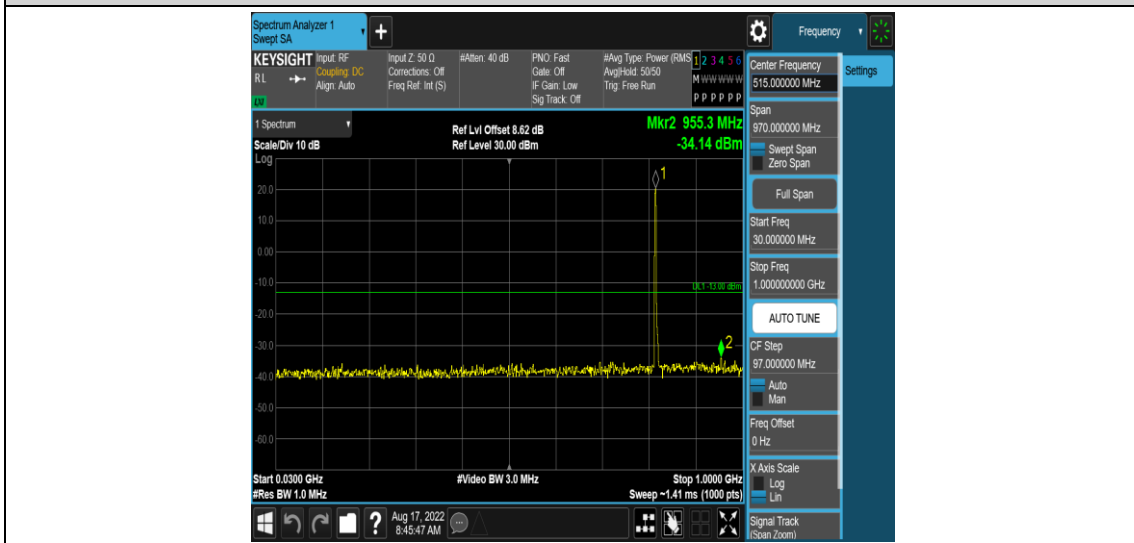 Spectrum Analyzer 1
Swept SA
+
Frequency
KEYSIGHT
RL
LXI
Input: RF
Coupling: DC
Align: Auto
Input Z: 50 Ω
Corrections: Off
Freq Ref: Int (S)
#Atten: 40 dB
PNO: Fast
Gate: Off
IF Gain: Low
Sig Track: Off
#Avg Type: Power (RMS
Avg|Hold: 50/50
Trig: Free Run
1 2 3 4 5 6
M W W W W W
P P P P P P
1 Spectrum
Scale/Div 10 dB
Ref Lvl Offset 8.62 dB
Ref Level 30.00 dBm
Mkr2 955.3 MHz
-34.14 dBm
Log
1
20.0
10.0
0.00
-10.0
DL1 -13.00 dBm
-20.0
-30.0
2
-40.0
-50.0
-60.0
Start 0.0300 GHz
#Res BW 1.0 MHz
#Video BW 3.0 MHz
Stop 1.0000 GHz
Sweep ~1.41 ms (1000 pts)
Center Frequency
515.000000 MHz
Settings
Span
970.000000 MHz
Swept Span
Zero Span
Full Span
Start Freq
30.000000 MHz
Stop Freq
1.000000000 GHz
AUTO TUNE
CF Step
97.000000 MHz
Auto
Man
Freq Offset
0 Hz
X Axis Scale
Log
Lin
Signal Track
(Span Zoom)
?
Aug 17, 2022
8:45:47 AM